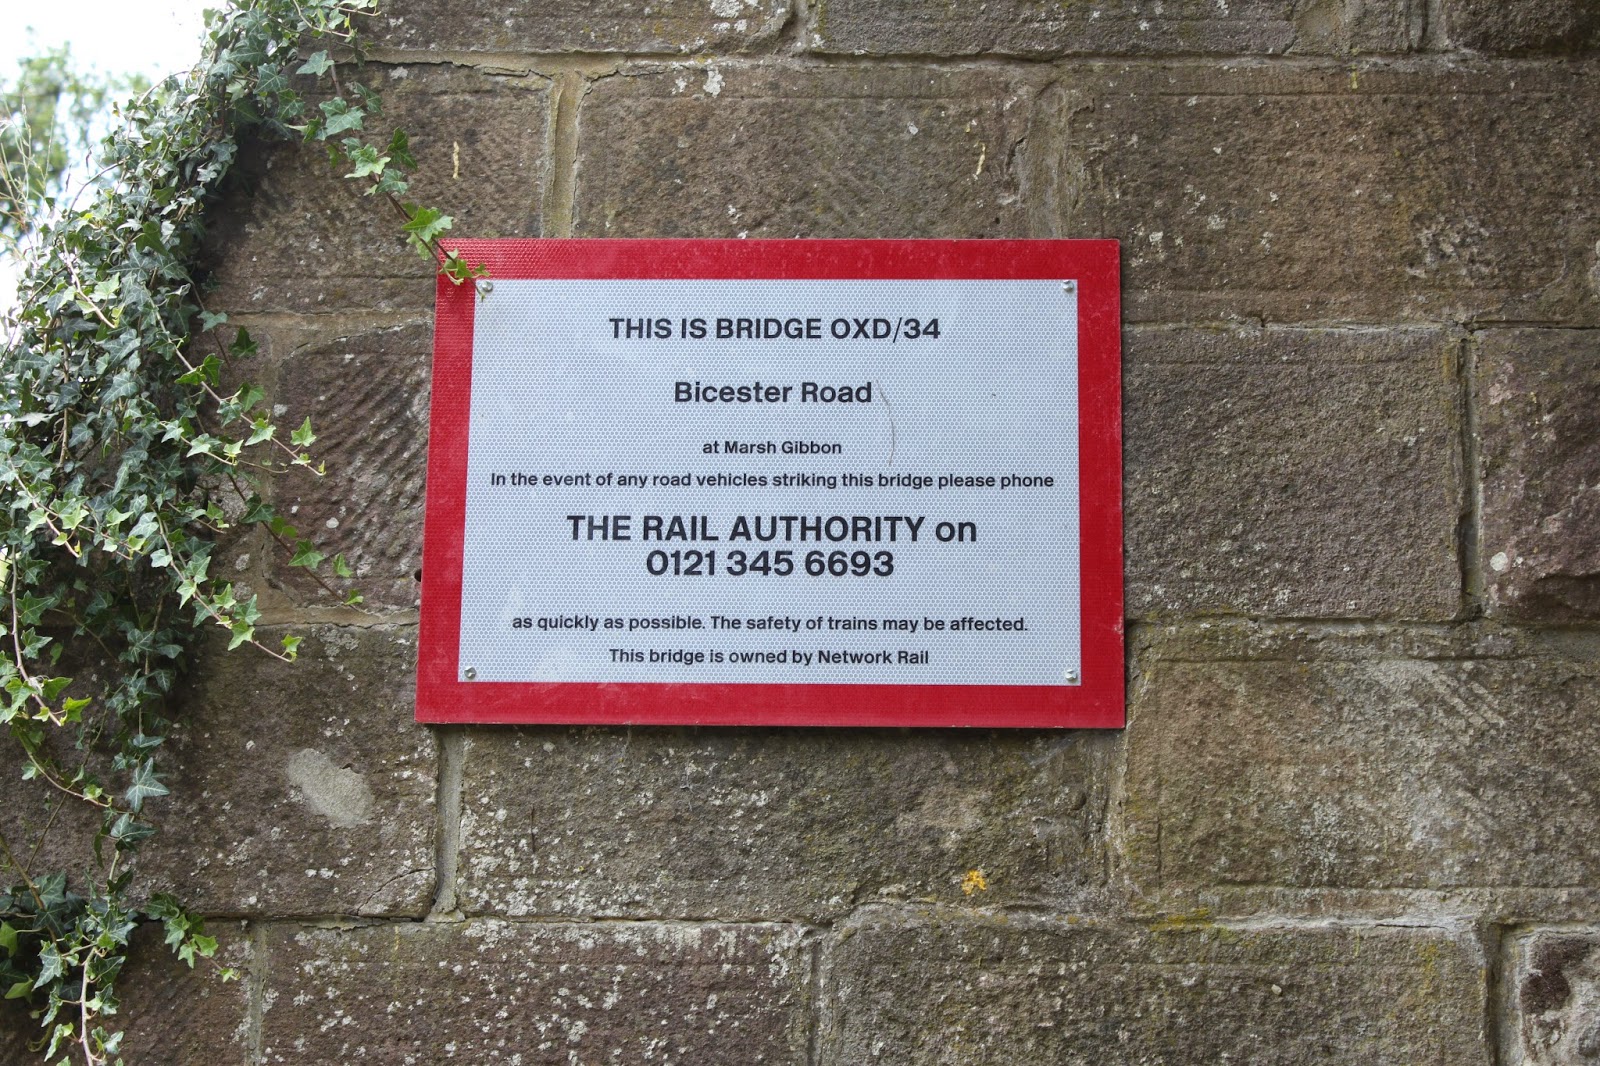 THIS IS BRIDGE OXD/34
Bicester Road
at Marsh Gibbon
In the event of any road vehicles striking this bridge please phone
THE RAIL AUTHORITY on
0121 345 6693
as quickly as possible. The safety of trains may be affected.
This bridge is owned by Network Rail